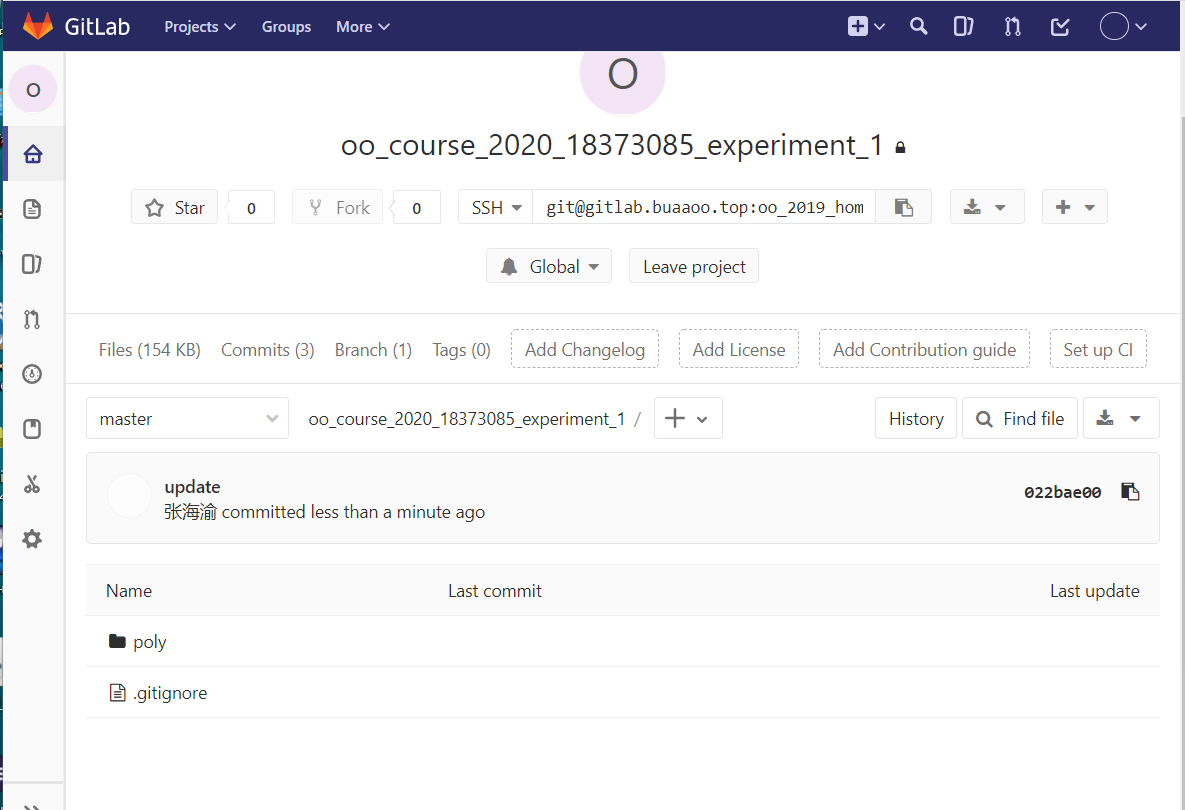 GitLab Projects Groups More
O
O
oo_course_2020_18373085_experiment_1
Star 0 Fork 0 SSH git@gitlab.buaaoo.top:oo_2019_hom
Global Leave project
Files (154 KB) Commits (3) Branch (1) Tags (0) Add Changelog Add License Add Contribution guide Set up CI
master oo_course_2020_18373085_experiment_1 / History Find file
update
张海渝 committed less than a minute ago
022bae00
Name Last commit Last update
poly
.gitignore